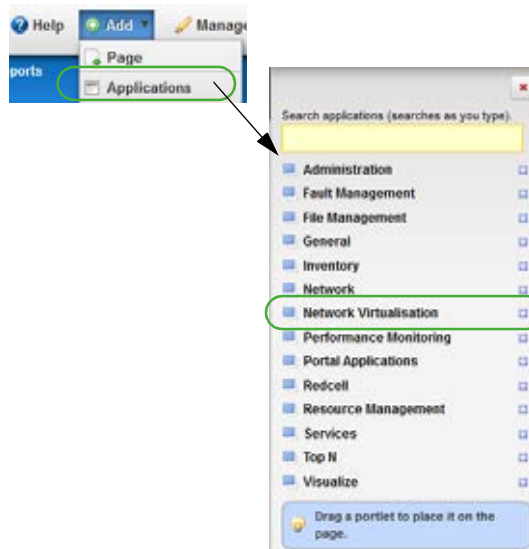 Help Add Manage
ports
Page
Applications
Search applications (searches as you type).
Administration
Fault Management
File Management
General
Inventory
Network
Network Virtualisation
Performance Monitoring
Portal Applications
Redcell
Resource Management
Services
Top N
Visualize
Drag a portlet to place it on the
page.